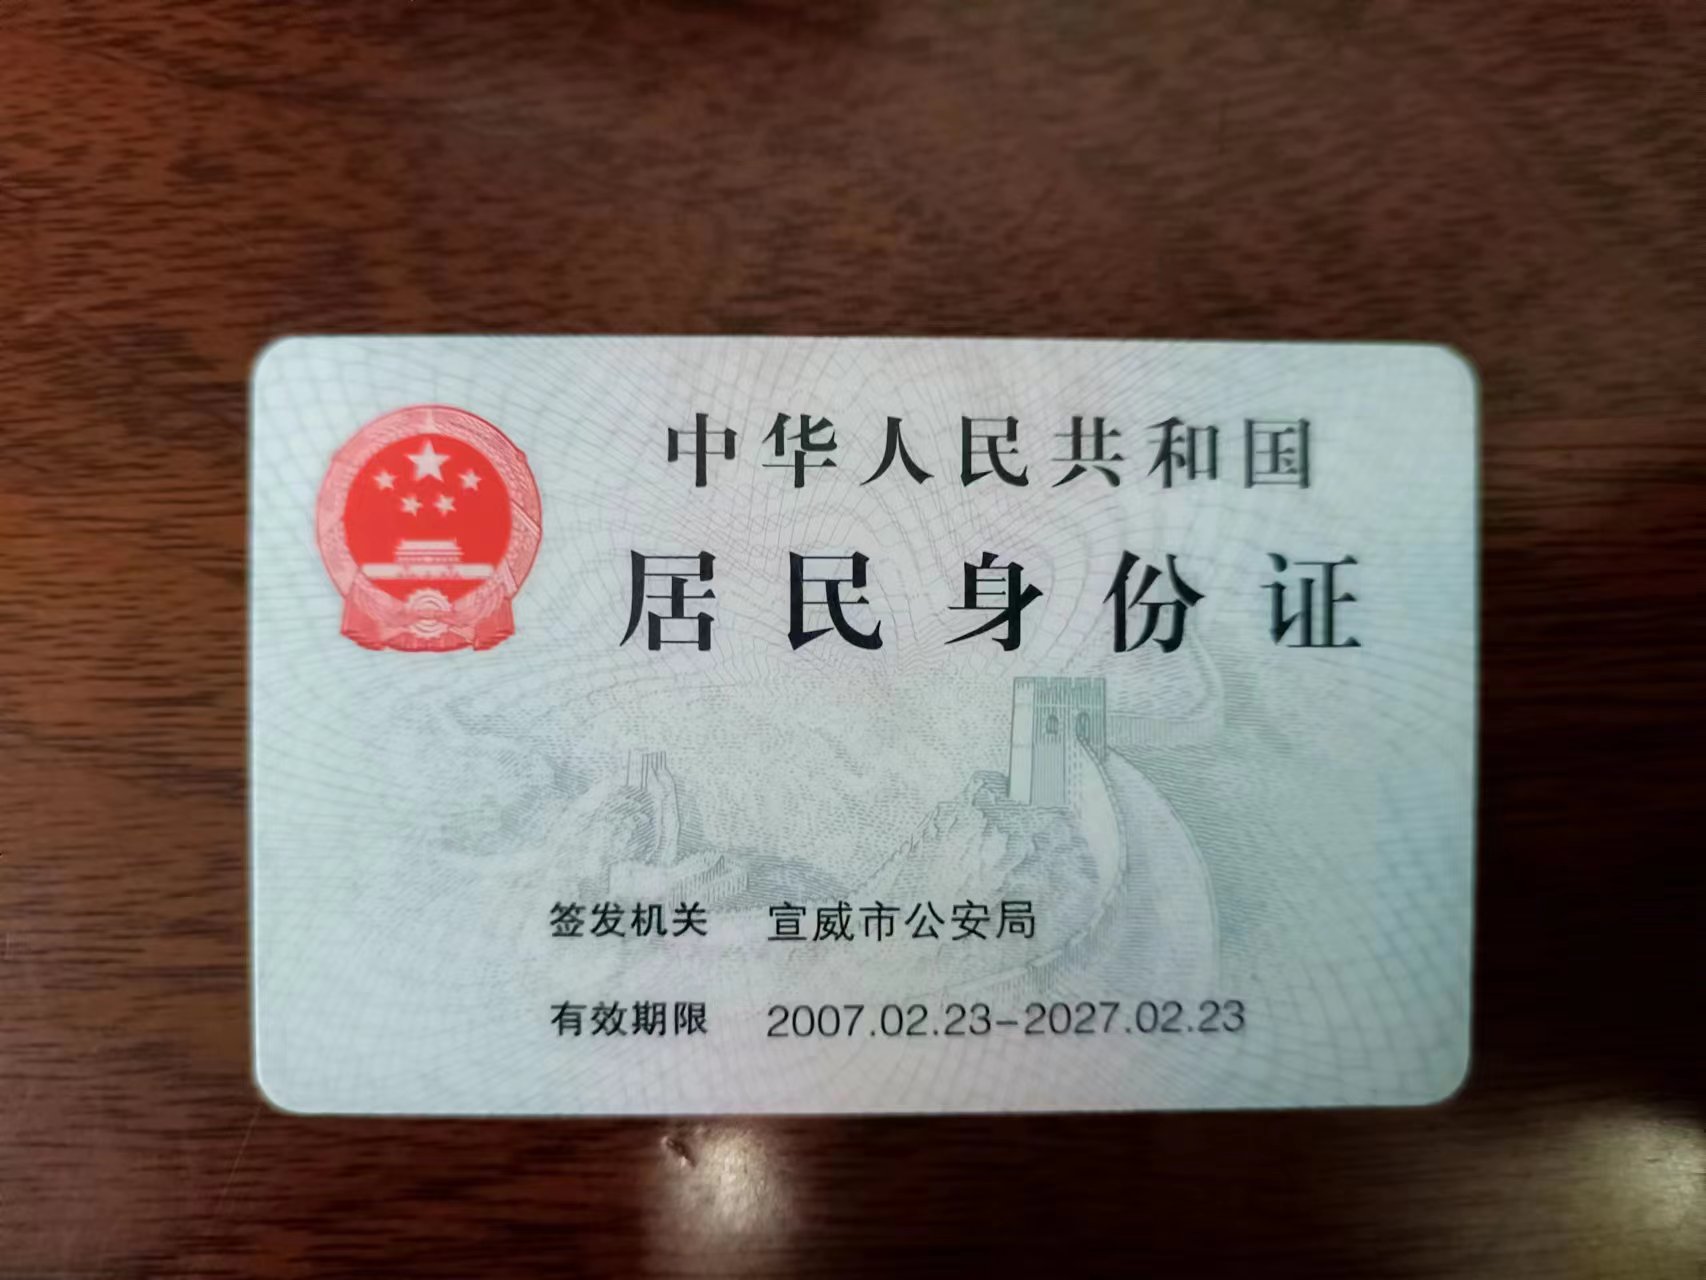 中华人民共和国
居民身份证
签发机关 宣威市公安局
有效期限 2007.02.23-2027.02.23